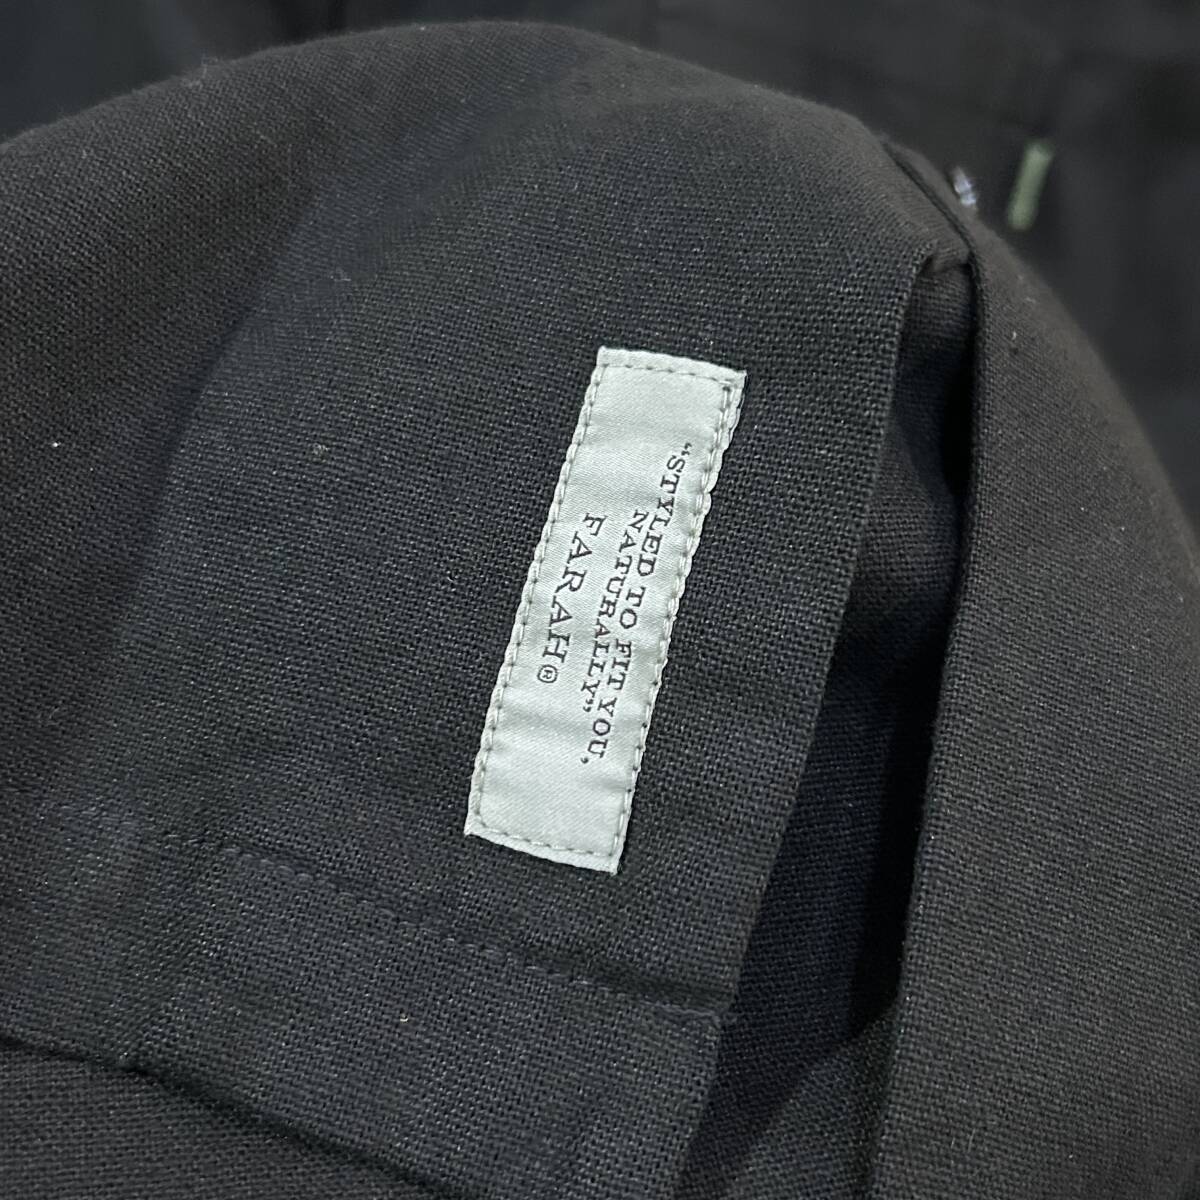 “STYLED TO FIT YOU,
NATURALLY”
FARAH®